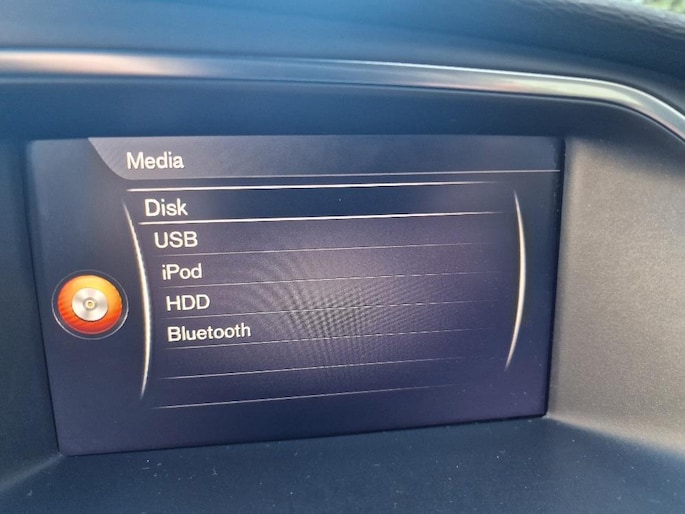 Media
Disk
USB
iPod
HDD
Bluetooth